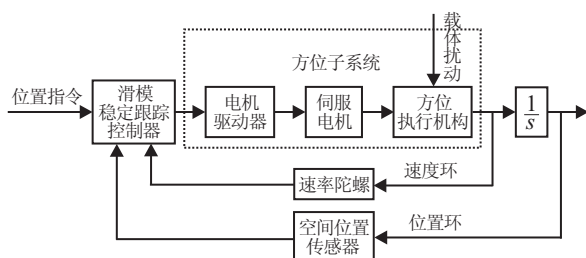 载体扰动
方位子系统
位置指令
滑模
稳定跟踪
控制器
电机
驱动器
伺服
电机
方位
执行机构
1
s
速度环
速率陀螺
位置环
空间位置
传感器